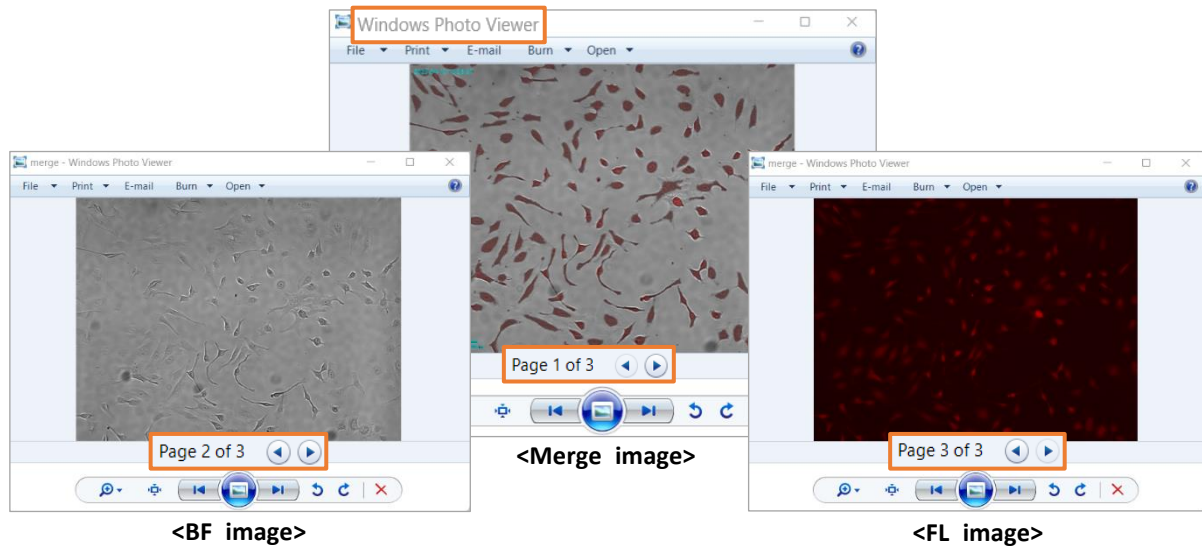 Windows Photo Viewer
File Print E-mail Burn Open
Page 1 of 3
<Merge image>
merge - Windows Photo Viewer
File Print E-mail Burn Open
Page 2 of 3
<BF image>
merge - Windows Photo Viewer
File Print E-mail Burn Open
Page 3 of 3
<FL image>